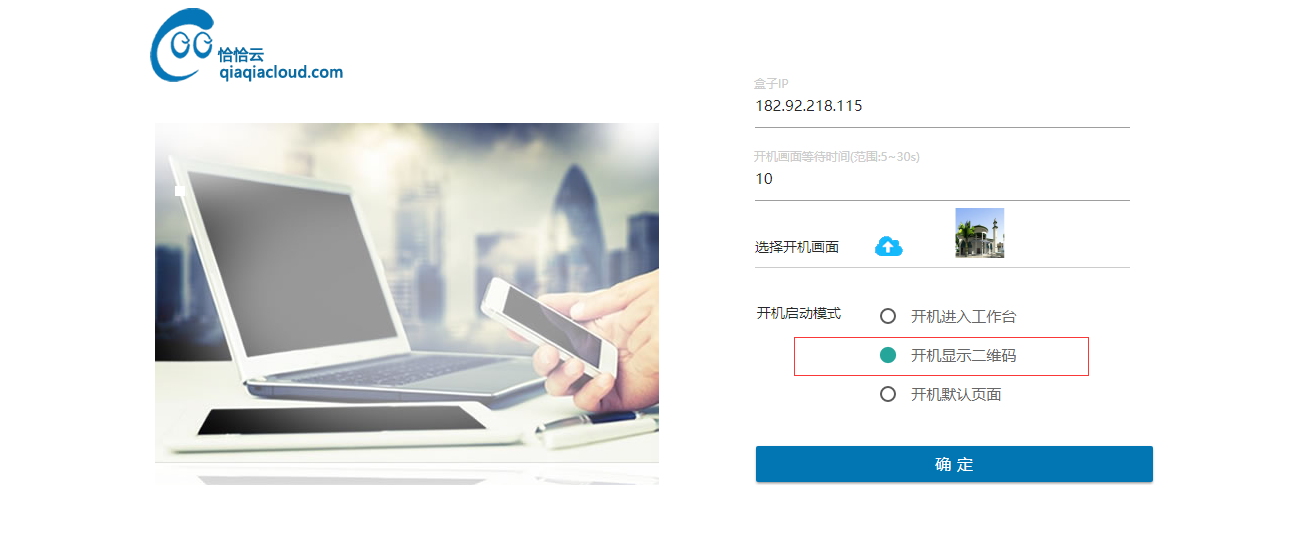 恰恰云
qiaqiacloud.com
盒子IP
182.92.218.115
开机画面等待时间(范围:5~30s)
10
选择开机画面
开机启动模式
开机进入工作台
开机显示二维码
开机默认页面
确 定